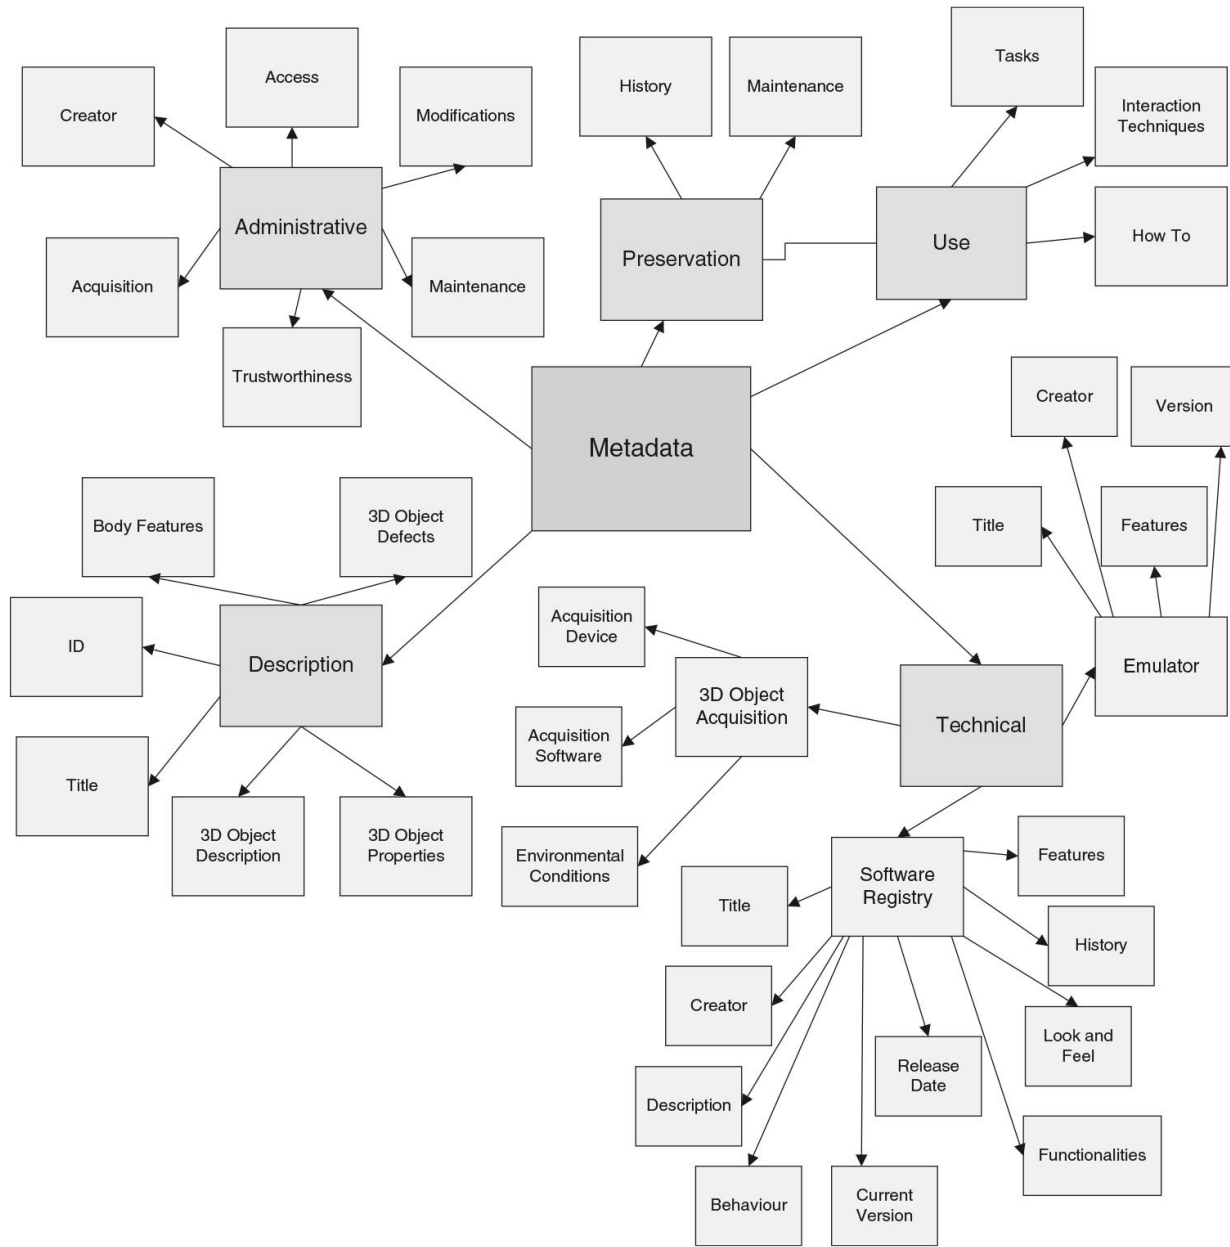 Tasks
Access
History
Maintenance
Interaction
Techniques
Creator
Modifications
Administrative
Use
How To
Preservation
Acquisition
Maintenance
Trustworthiness
Creator
Version
Metadata
Body Features
3D Object
Defects
Title
Features
Acquisition
Device
ID
Description
3D Object
Acquisition
Emulator
Technical
Acquisition
Software
Title
3D Object
Description
3D Object
Properties
Environmental
Conditions
Software
Registry
Features
Title
History
Creator
Look and
Feel
Release
Date
Description
Functionalities
Behaviour
Current
Version